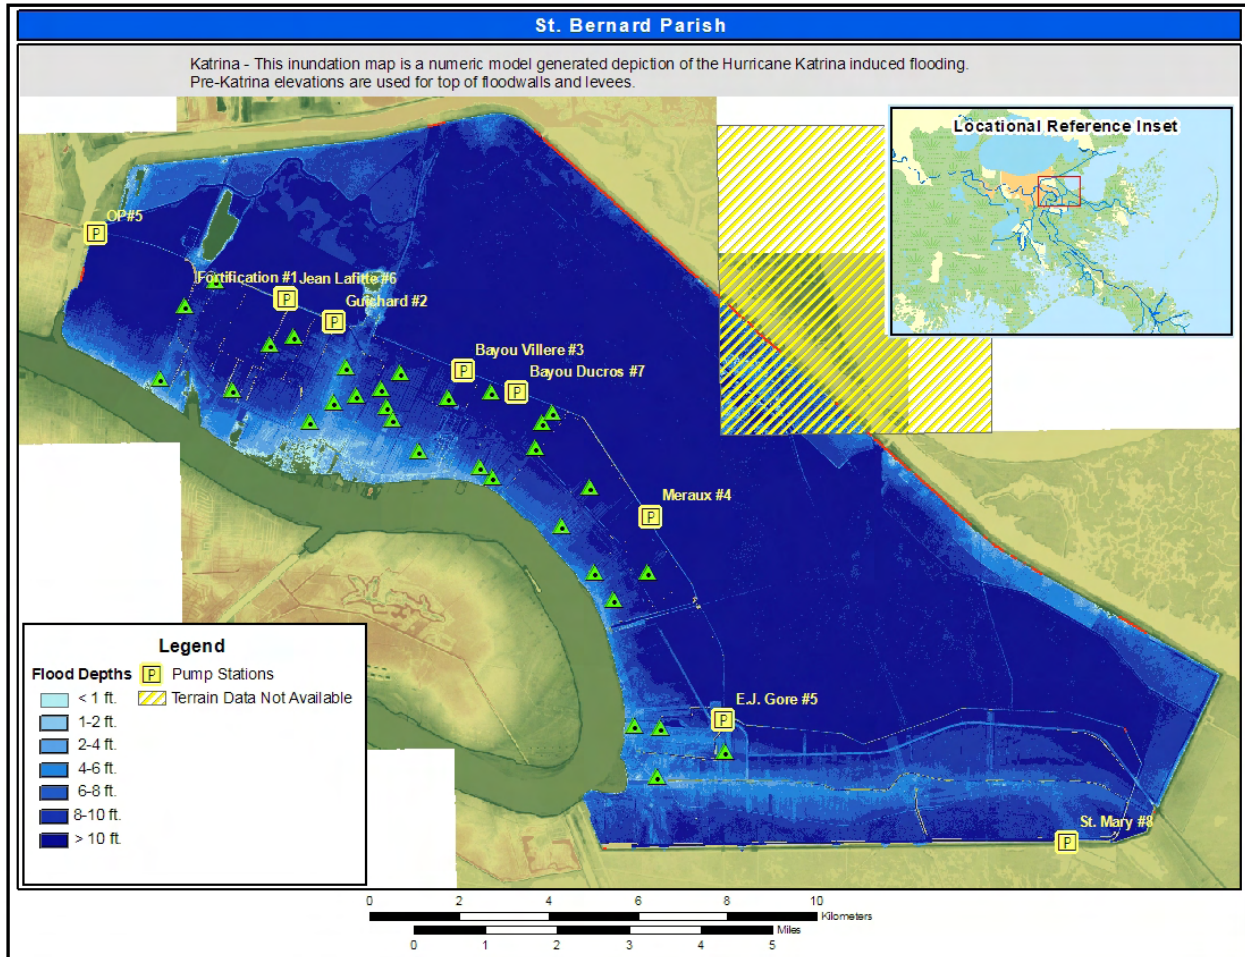 St. Bernard Parish
Katrina - This inundation map is a numeric model generated depiction of the Hurricane Katrina induced flooding.
Pre-Katrina elevations are used for top of floodwalls and levees.
Locational Reference Inset
OP#5
P
Fortification #1 Jean Lafitte #6
P
Guichard #2
P
Bayou Villere #3
P
Bayou Ducros #7
P
Meraux #4
P
E.J. Gore #5
P
St. Mary #8
P
Legend
Flood Depths P Pump Stations
< 1 ft. Terrain Data Not Available
1-2 ft.
2-4 ft.
4-6 ft.
6-8 ft.
8-10 ft.
> 10 ft.
0 2 4 6 8 10
Kilometers
Miles
0 1 2 3 4 5